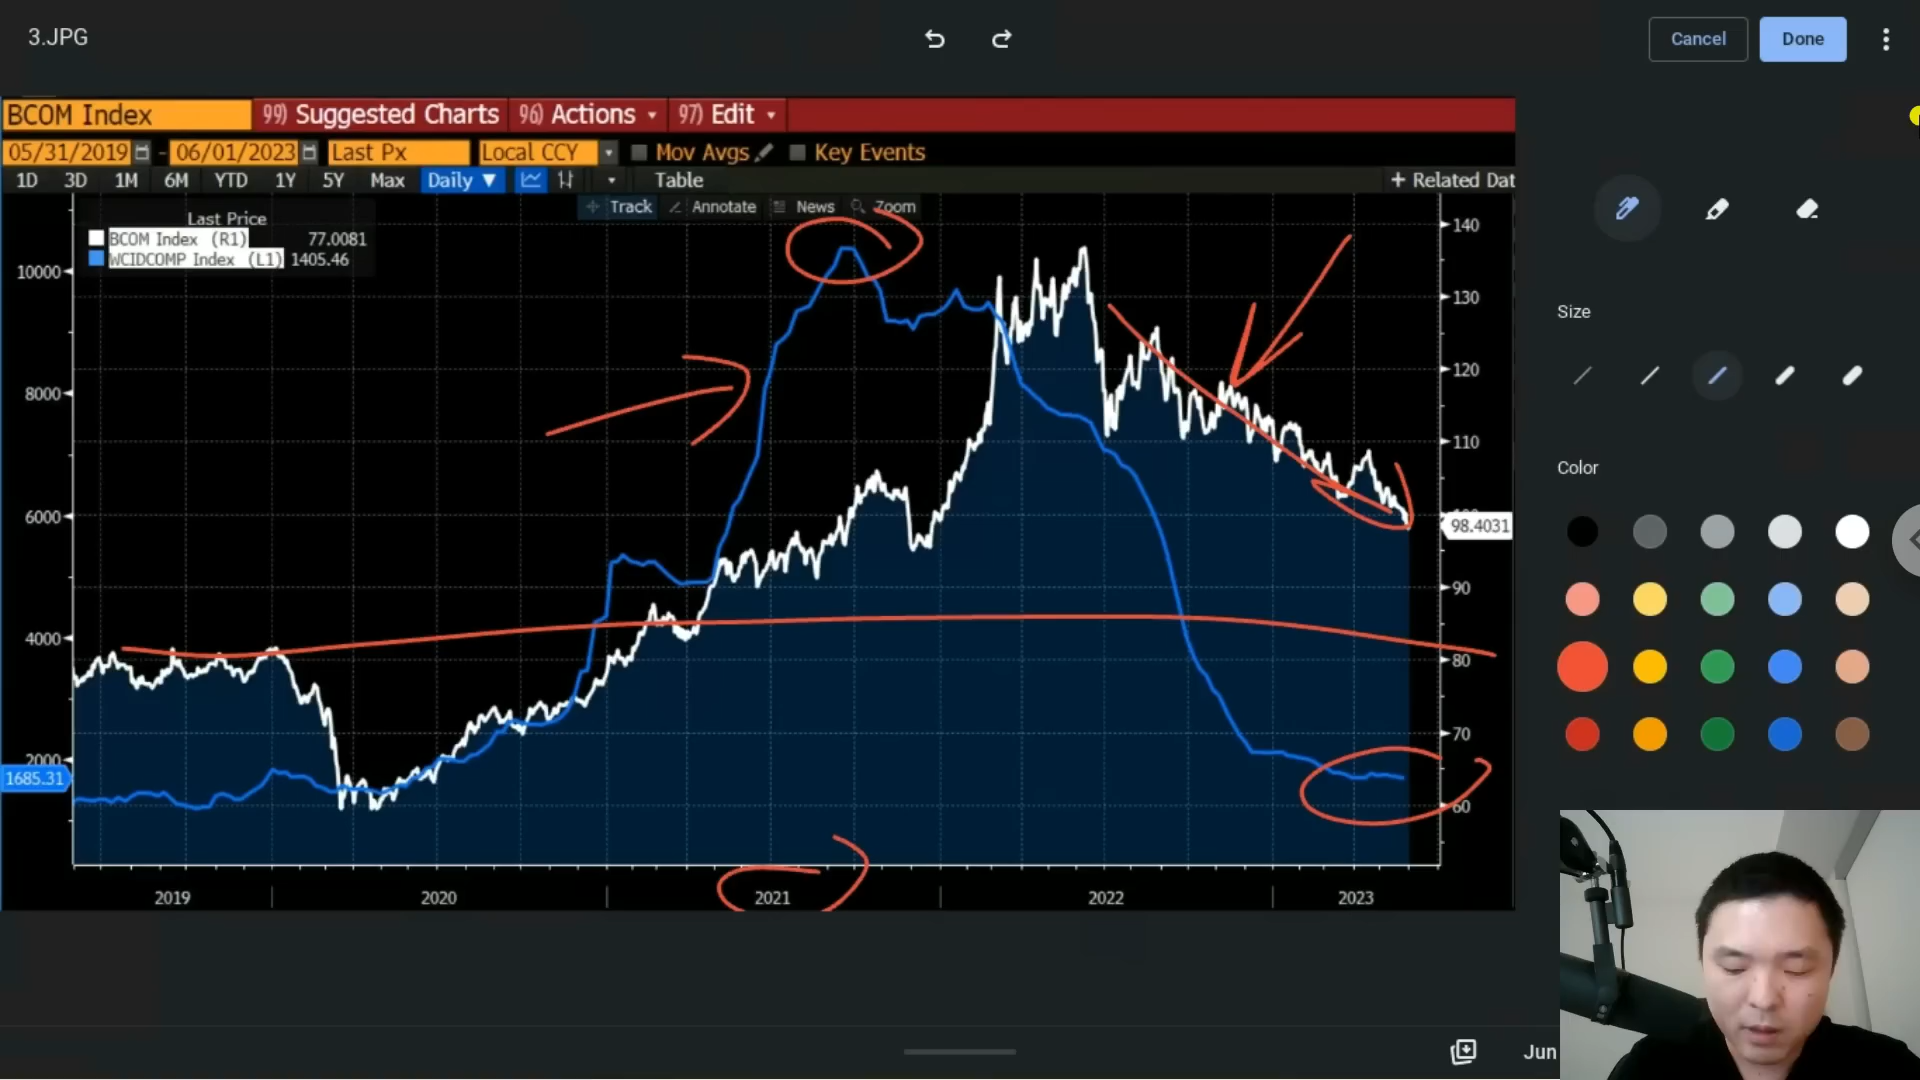 3.JPG
Cancel
Done
BCOM Index 99) Suggested Charts 96) Actions 97) Edit
05/31/2019 - 06/01/2023 Last Px Local CCY Mov Avgs Key Events
1D 3D 1M 6M YTD 1Y 5Y Max Daily ▼ Table + Related Dat
Track Annotate News Zoom
Last Price
BCOM Index (R1) 77.0081
WCIDCOMP Index (L1) 1405.46
10000
8000
6000
4000
2000
1685.31
140
130
120
110
98.4031
90
80
70
60
2019 2020 2021 2022 2023
Size
Color
Jun